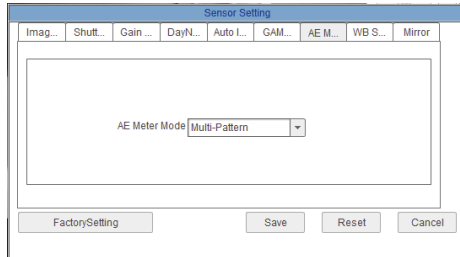 Sensor Setting
Imag... Shutt... Gain ... DayN... Auto I... GAM... AE M... WB S... Mirror
AE Meter Mode Multi-Pattern
FactorySetting Save Reset Cancel